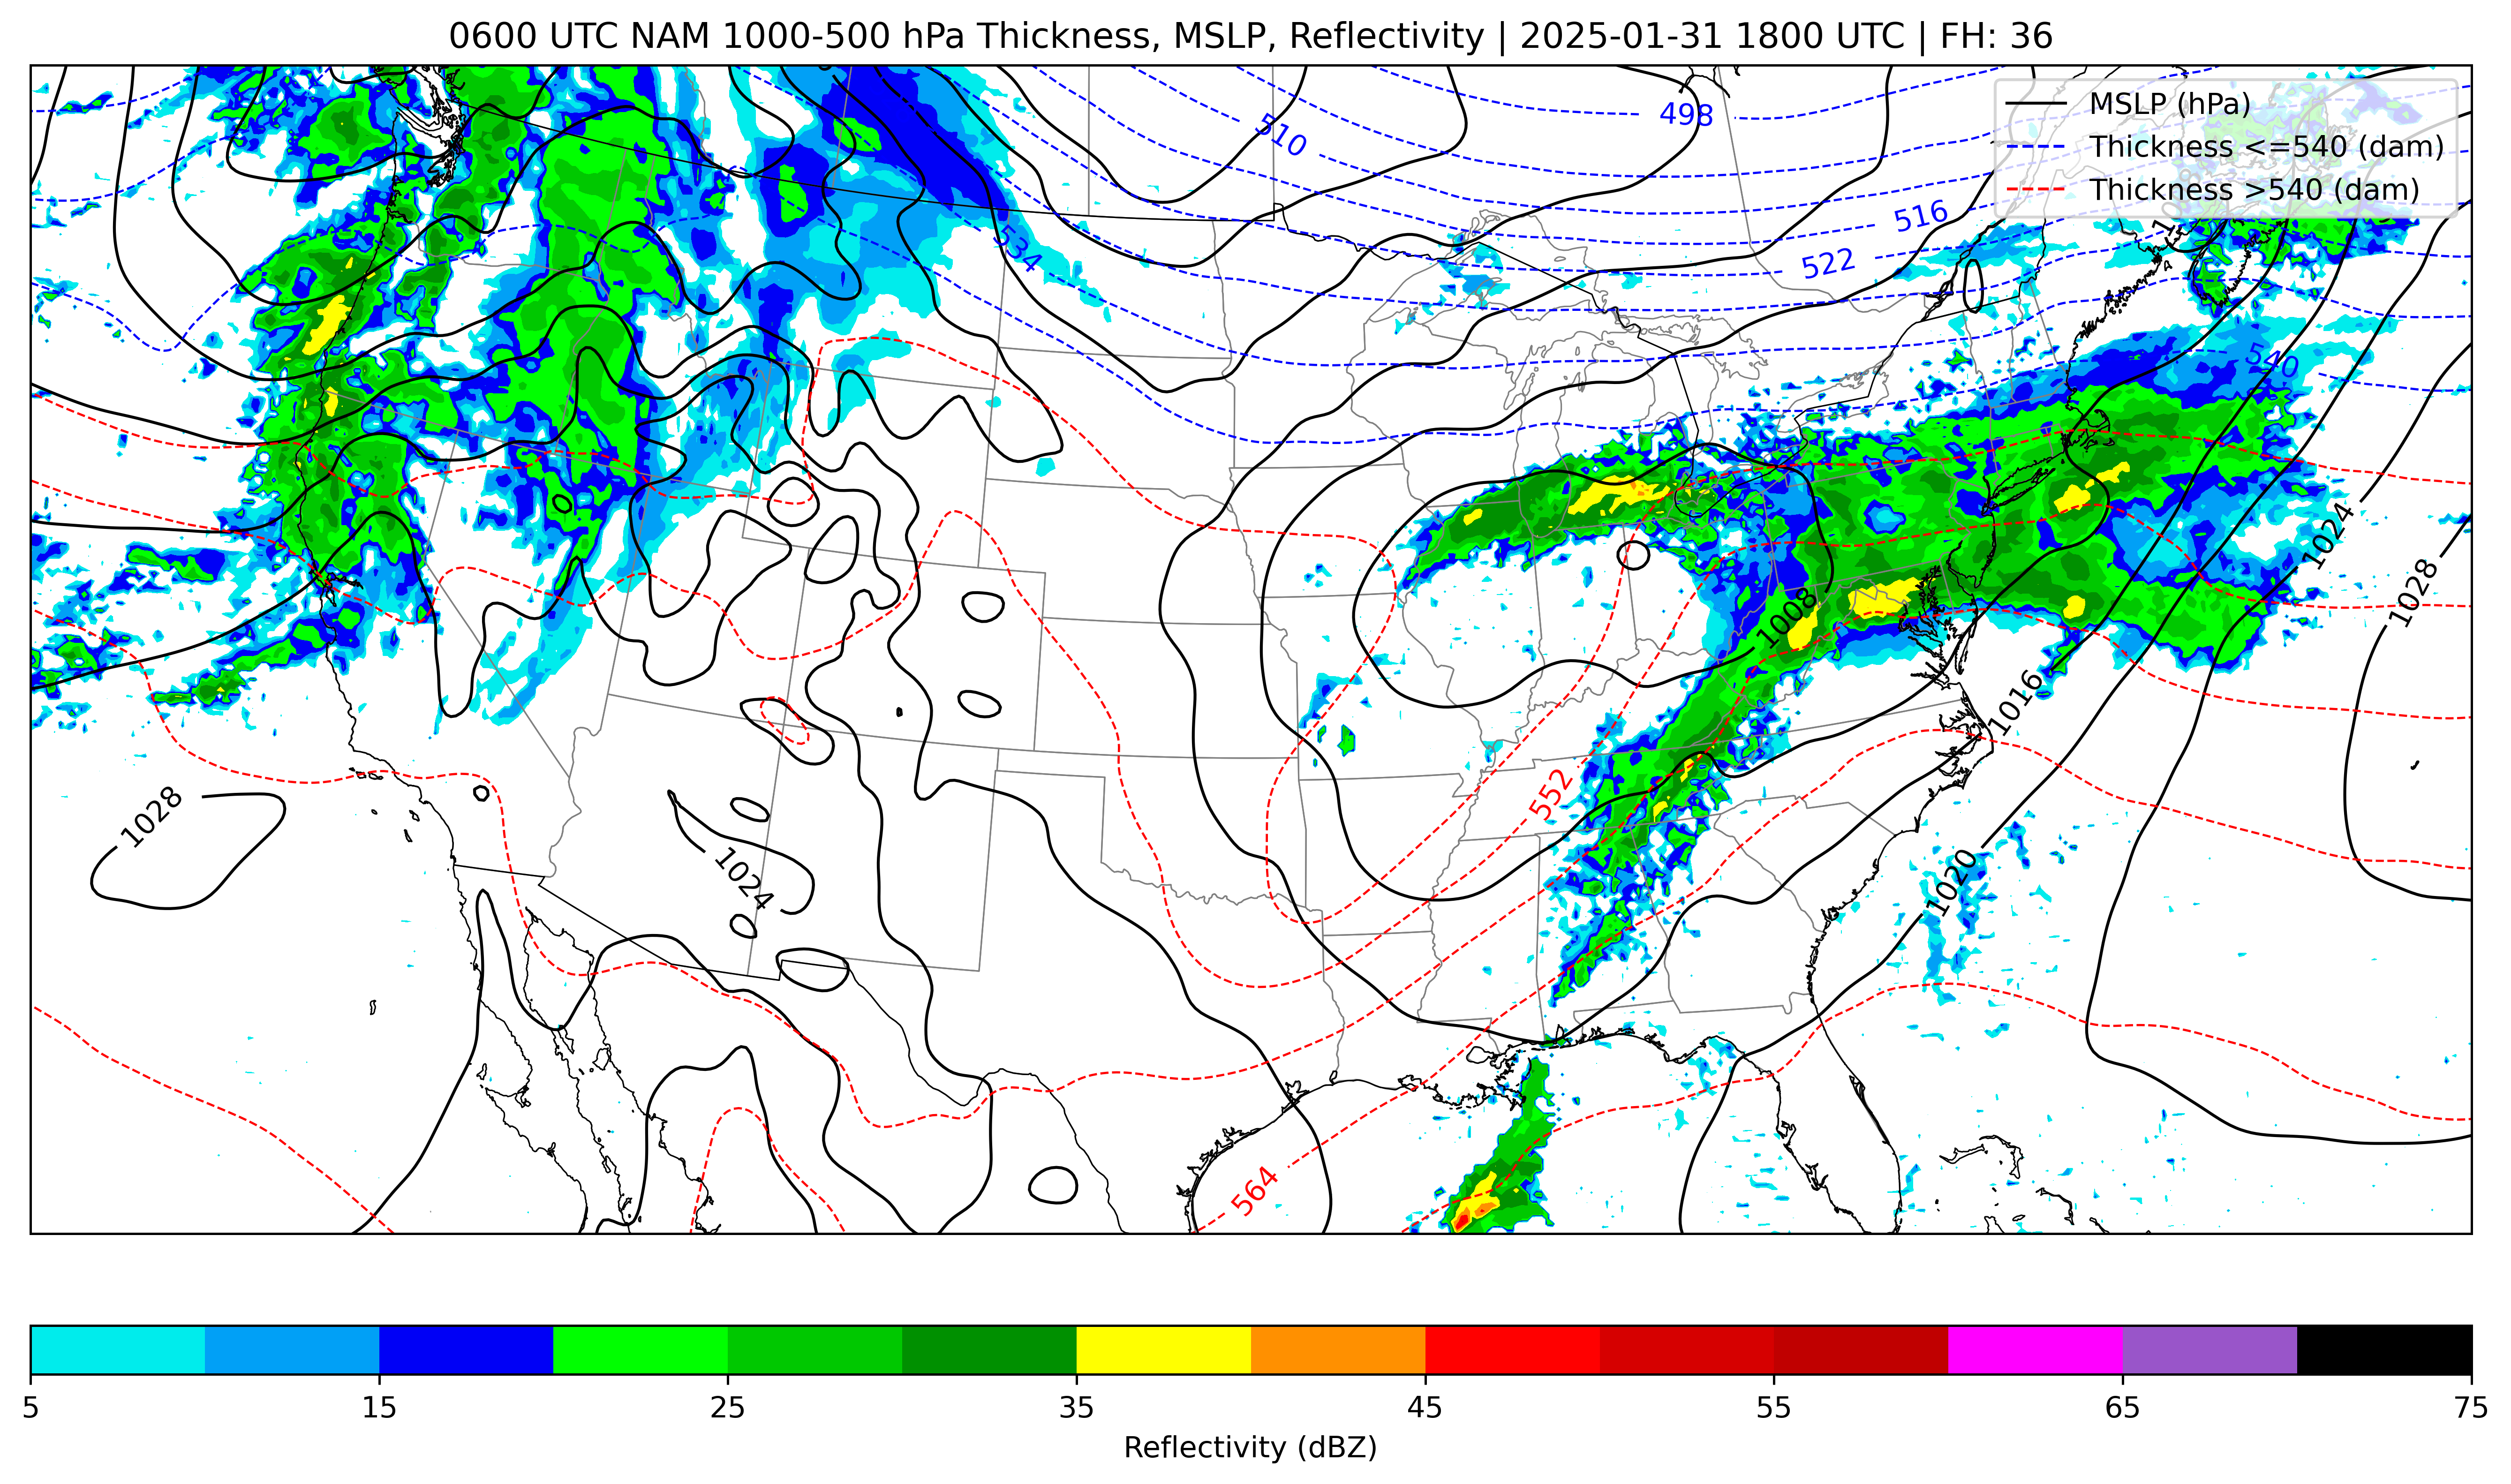 0600 UTC NAM 1000-500 hPa Thickness, MSLP, Reflectivity | 2025-01-31 1800 UTC | FH: 36
MSLP (hPa)
Thickness <=540 (dam)
Thickness >540 (dam)
498
510
516
522
534
540
1024
1028
1008
1016
552
1028
1024
1020
564
5 15 25 35 45 55 65 75
Reflectivity (dBZ)